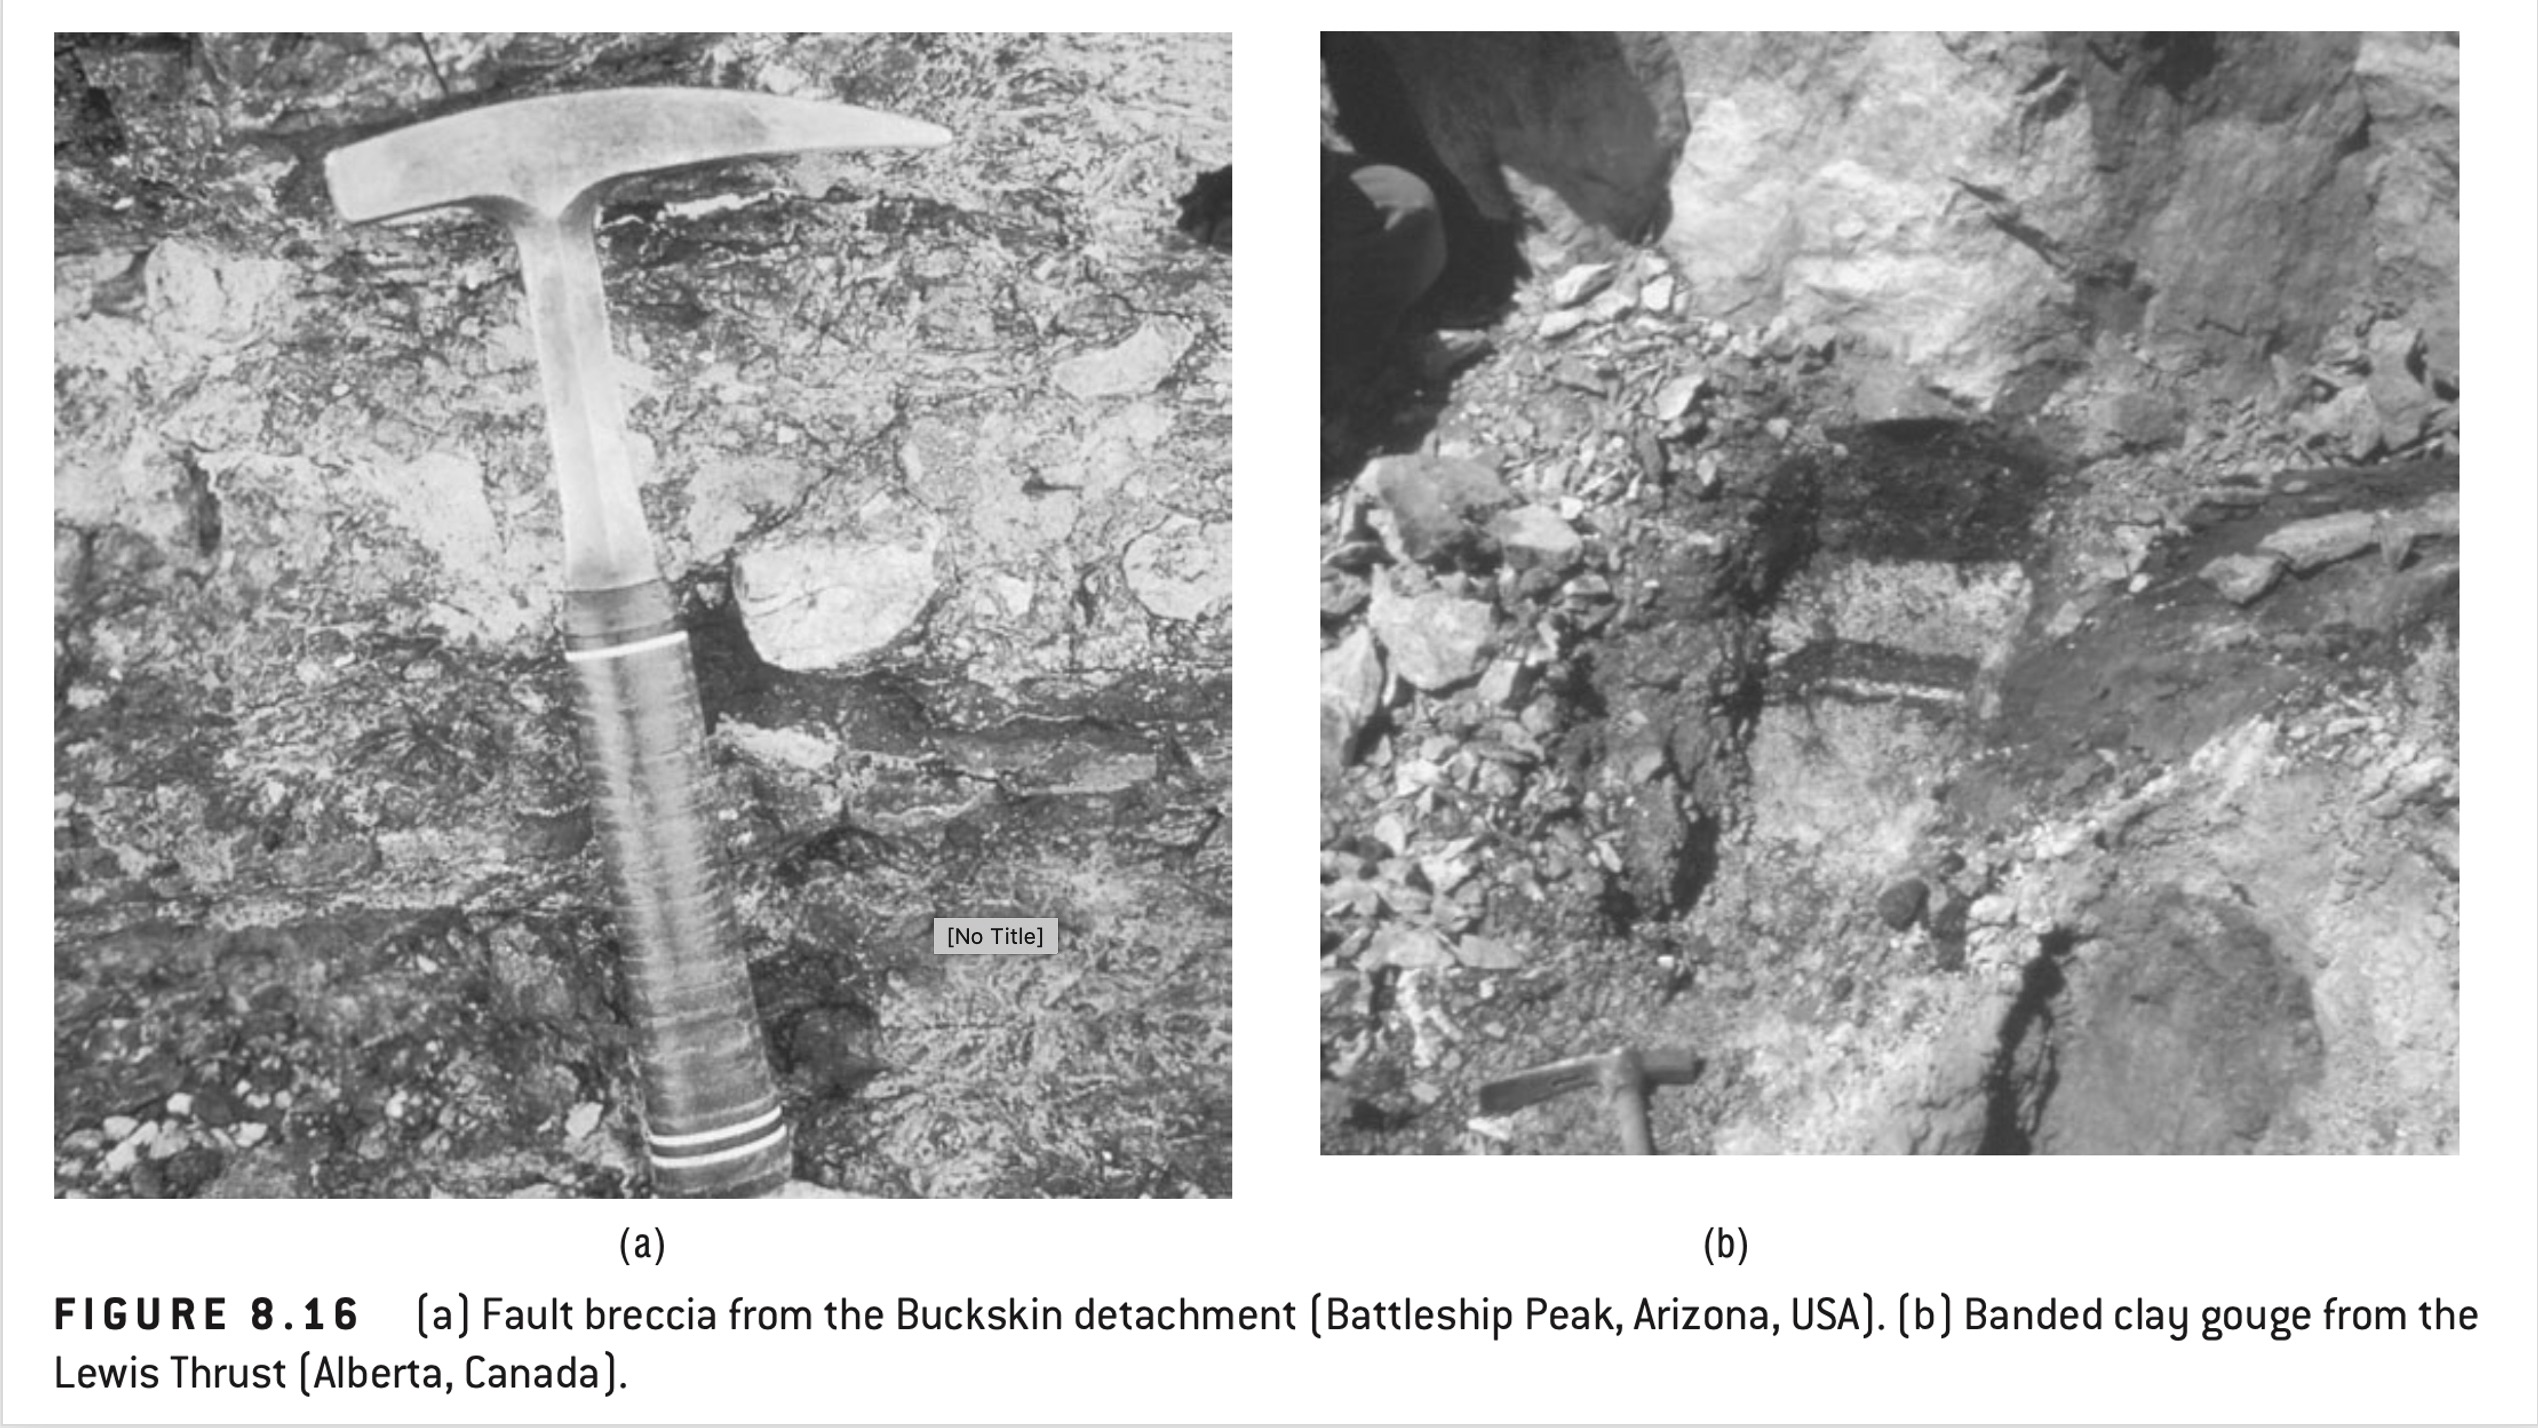 [No Title]
(a)
(b)
FIGURE 8.16 (a) Fault breccia from the Buckskin detachment (Battleship Peak, Arizona, USA). (b) Banded clay gouge from the
Lewis Thrust (Alberta, Canada).